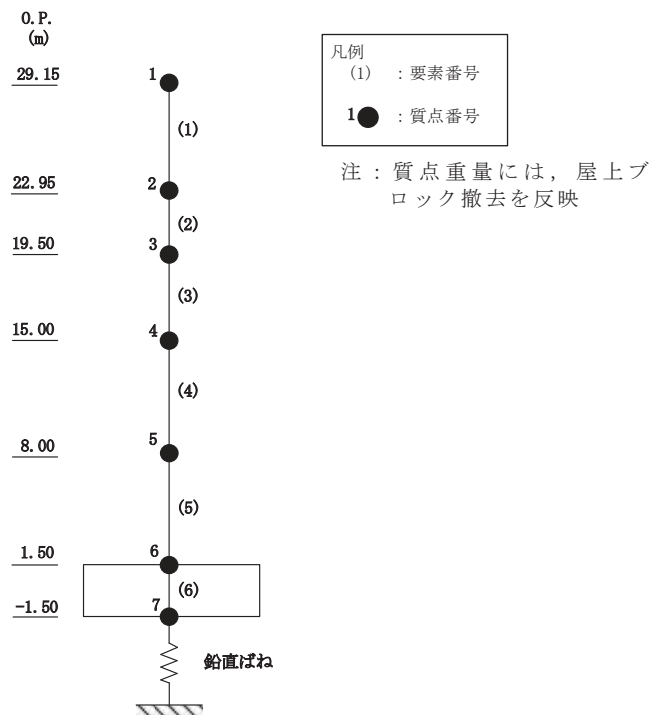 O.P.
(m)
29.15
1
(1)
22.95
2
(2)
19.50
3
(3)
15.00
4
(4)
8.00
5
(5)
1.50
6
(6)
-1.50
7
鉛直ばね
凡例
(1) : 要素番号
1 : 質点番号
注 : 質点重量には, 屋上ブ
ロック撤去を反映